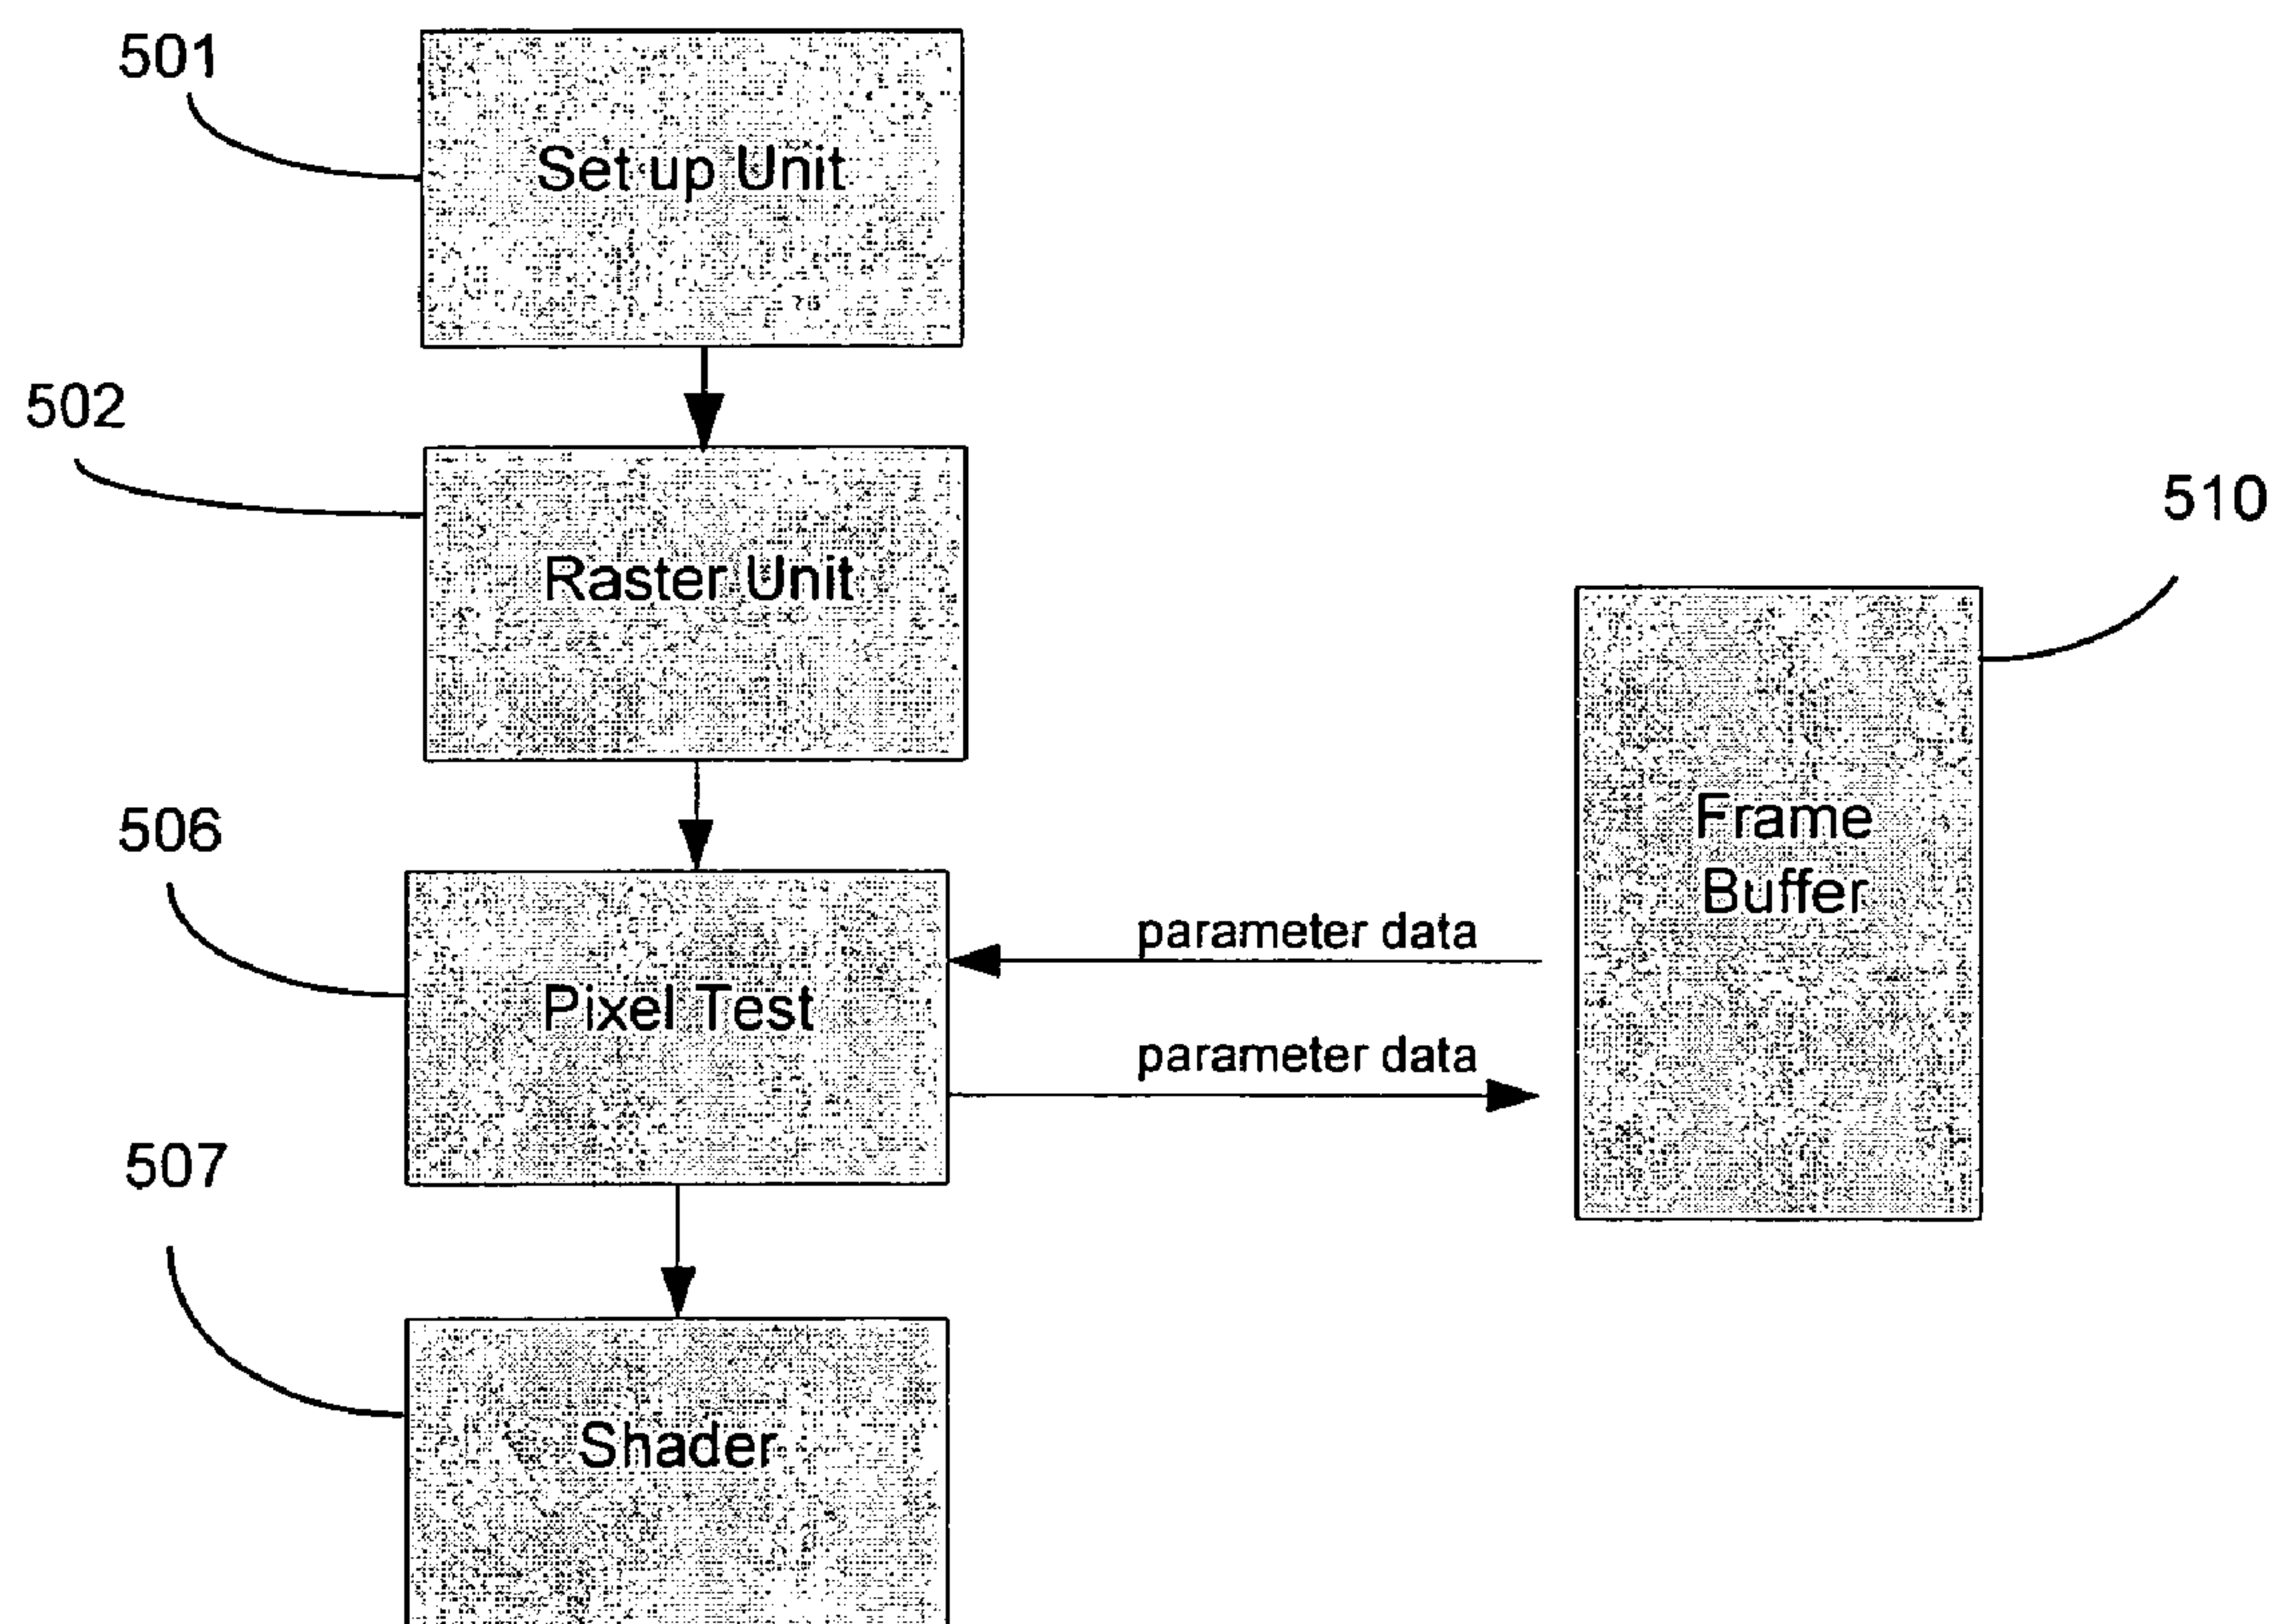 501
Set up Unit
502
Raster Unit
510
506
Frame
Buffer
parameter data
Pixel Test
parameter data
507
Shader